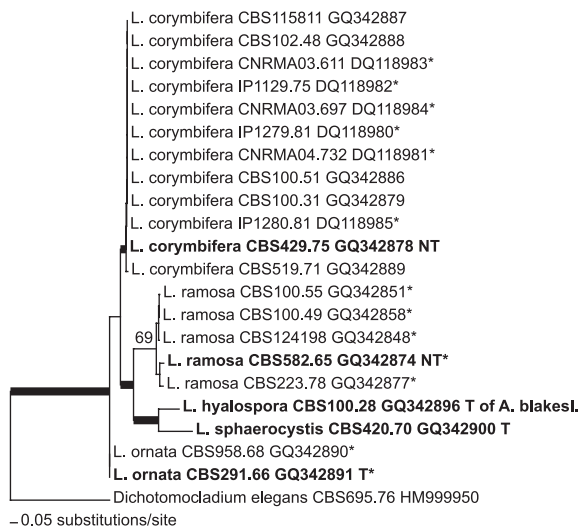 L. corymbifera CBS115811 GQ342887
L. corymbifera CBS102.48 GQ342888
L. corymbifera CNRMA03.611 DQ118983*
L. corymbifera IP1129.75 DQ118982*
L. corymbifera CNRMA03.697 DQ118984*
L. corymbifera IP1279.81 DQ118980*
L. corymbifera CNRMA04.732 DQ118981*
L. corymbifera CBS100.51 GQ342886
L. corymbifera CBS100.31 GQ342879
L. corymbifera IP1280.81 DQ118985*
L. corymbifera CBS429.75 GQ342878 NT
L. corymbifera CBS519.71 GQ342889
L. ramosa CBS100.55 GQ342851*
L. ramosa CBS100.49 GQ342858*
69 L. ramosa CBS124198 GQ342848*
L. ramosa CBS582.65 GQ342874 NT*
L. ramosa CBS223.78 GQ342877*
L. hyalospora CBS100.28 GQ342896 T of A. blakesl.
L. sphaerocystis CBS420.70 GQ342900 T
L. ornata CBS958.68 GQ342890*
L. ornata CBS291.66 GQ342891 T*
Dichotomocladium elegans CBS695.76 HM999950
0.05 substitutions/site